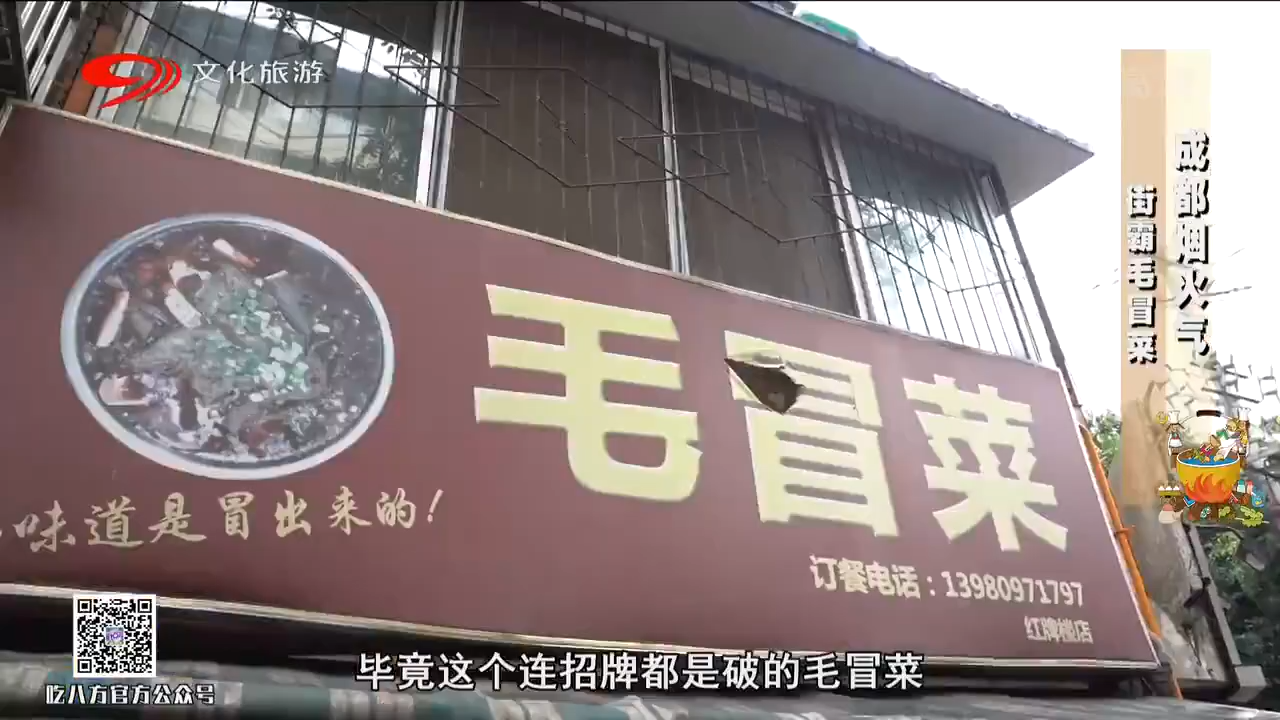 文化旅游
成都烟火气
街霸毛冒菜
毛冒菜
味道是冒出来的！
订餐电话：13980971797
红牌楼店
毕竟这个连招牌都是破的毛冒菜
吃八方官方公众号